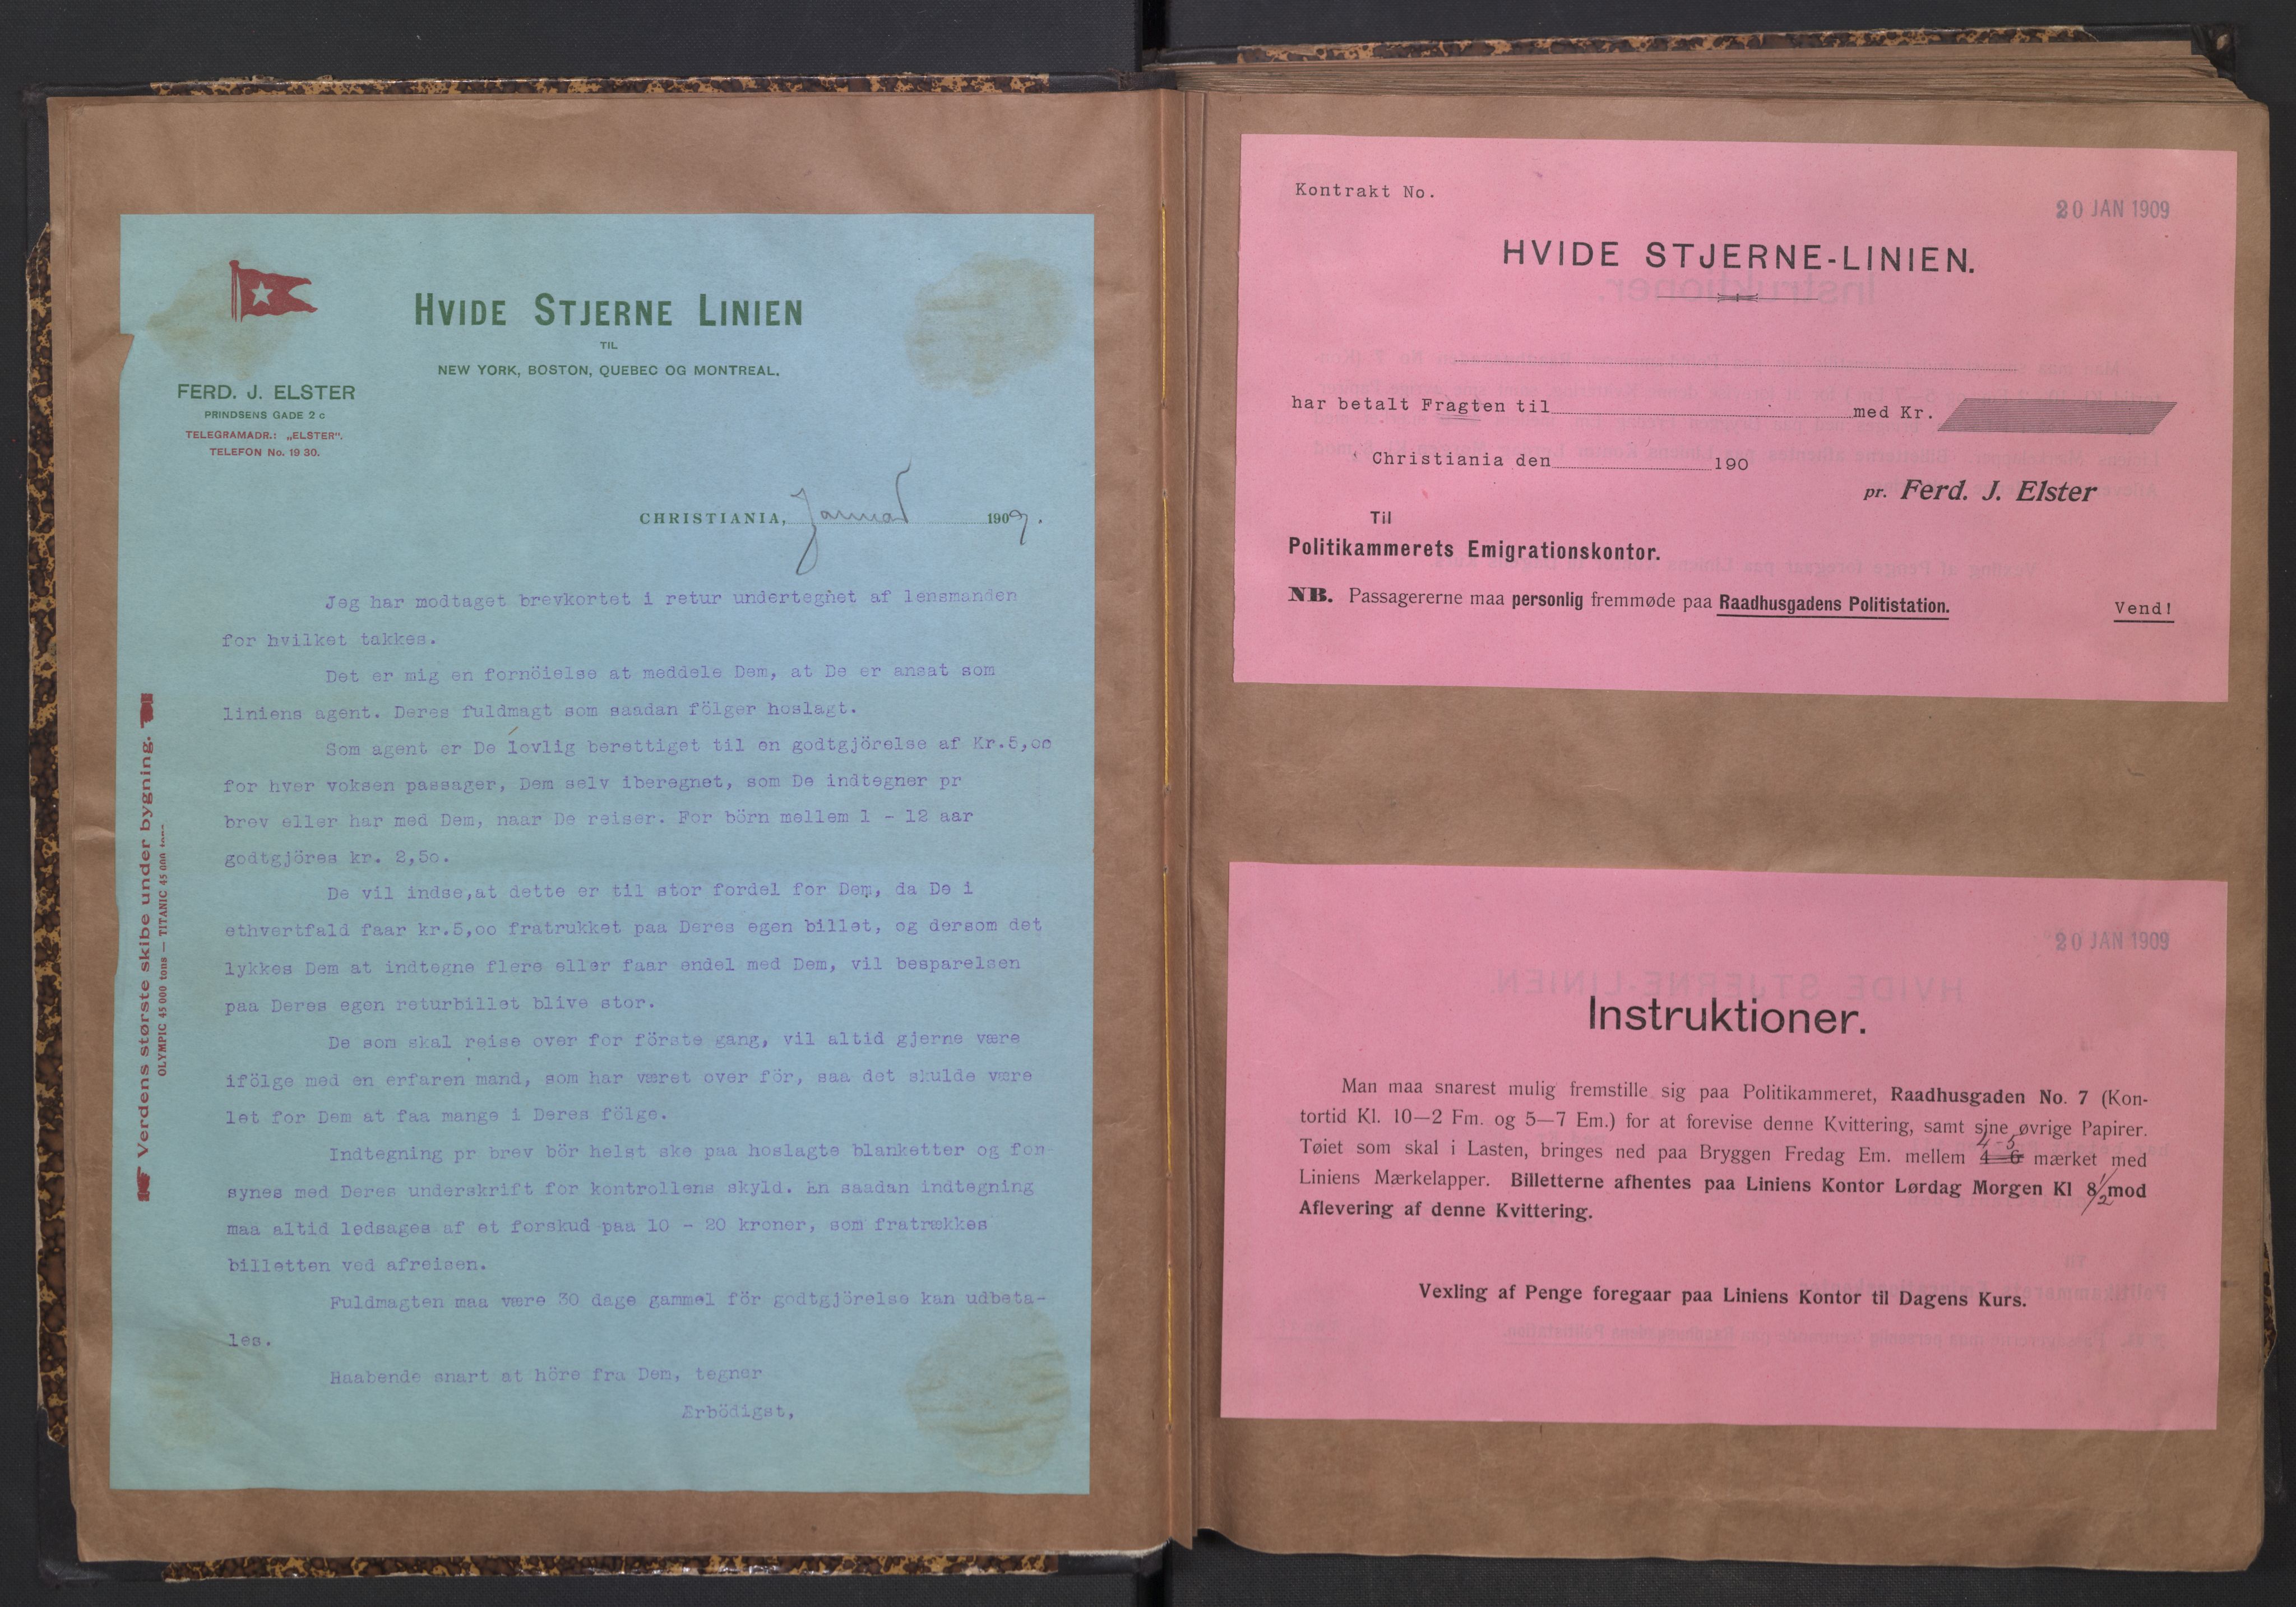 HVIDE STJERNE LINIEN
TIL
NEW YORK, BOSTON, QUEBEC OG MONTREAL.
FERD. J. ELSTER
PRINDSENS GADE 2 c
TELEGRAMADR.: „ELSTER“.
TELEFON No. 19 30.
CHRISTIANIA, Januar 1909.
Jeg har modtaget brevkortet i retur undertegnet af lensmanden
for hvilket takkes.
Det er mig en fornöielse at meddele Dem, at De er ansat som
liniens agent. Deres fuldmagt som saadan fölger hoslagt.
Som agent er De lovlig berettiget til en godtgjörelse af Kr.5,oo
for hver voksen passager, Dem selv iberegnet, som De indtegner pr
brev eller har med Dem, naar De reiser. For börn mellem 1 - 12 aar
godtgjöres kr. 2,5o.
De vil indse,at dette er til stor fordel for Dem, da De i
ethvertfald faar kr.5,oo fratrukket paa Deres egen billet, og dersom det
lykkes Dem at indtegne flere eller faar endel med Dem, vil besparelsen
paa Deres egen returbillet blive stor.
De som skal reise over for förste gang, vil altid gjerne være
ifölge med en erfaren mand, som har været over för, saa det skulde være
let for Dem at faa mange i Deres fölge.
Indtegning pr brev bör helst ske paa hoslagte blanketter og for-
synes med Deres underskrift for kontrollens skyld. En saadan indtegning
maa altid ledsages af et forskud paa 10 - 20 kroner, som fratrækkes
billetten ved afreisen.
Fuldmagten maa være 30 dage gammel för godtgjörelse kan udbeta-
les.
Haabende snart at höre fra Dem, tegner
Ærbödigst,
Verdens største skibe under bygning.
OLYMPIC 45 000 tons — TITANIC 45 000 tons
Kontrakt No.
20 JAN 1909
HVIDE STJERNE-LINIEN.
har betalt Fragten til med Kr.
Christiania den 190
pr. Ferd. J. Elster
Til
Politikammerets Emigrationskontor.
NB. Passagererne maa personlig fremmøde paa Raadhusgadens Politistation.
Vend!
20 JAN 1909
Instruktioner.
Man maa snarest mulig fremstille sig paa Politikammeret, Raadhusgaden No. 7 (Kon-
tortid Kl. 10—2 Fm. og 5—7 Em.) for at forevise denne Kvittering, samt sine øvrige Papirer.
Tøiet som skal i Lasten, bringes ned paa Bryggen Fredag Em. mellem 4—6 4-5 mærket med
Liniens Mærkelapper. Billetterne afhentes paa Liniens Kontor Lørdag Morgen Kl 8 1/2 mod
Aflevering af denne Kvittering.
Vexling af Penge foregaar paa Liniens Kontor til Dagens Kurs.